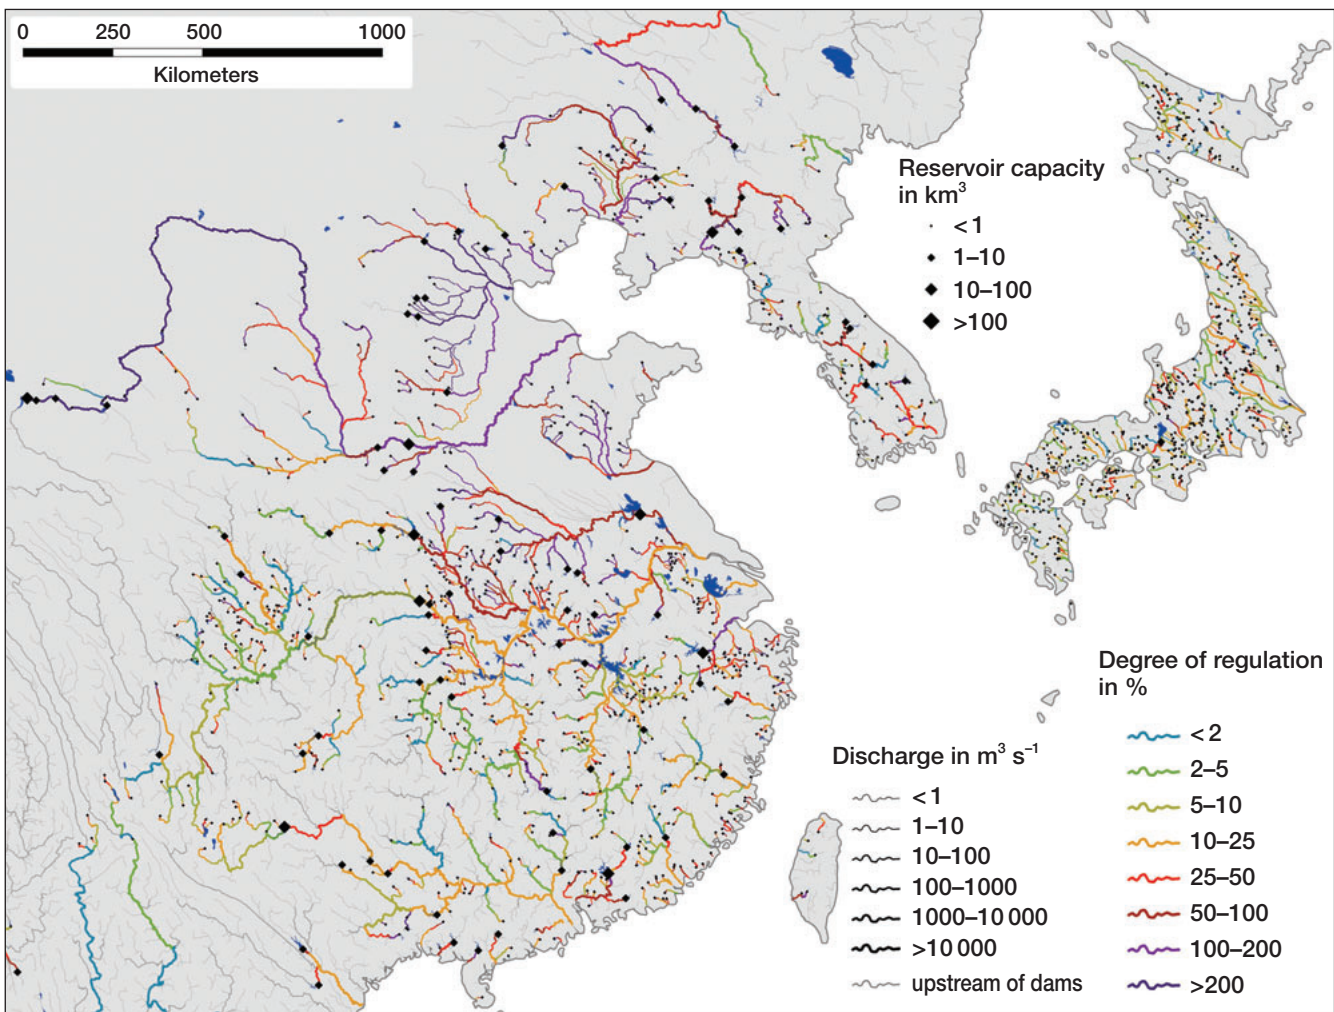 0 250 500 1000
Kilometers
Reservoir capacity
in km³
< 1
1–10
10–100
>100
Degree of regulation
in %
< 2
2–5
5–10
10–25
25–50
50–100
100–200
>200
Discharge in m³ s⁻¹
< 1
1–10
10–100
100–1000
1000–10 000
>10 000
upstream of dams